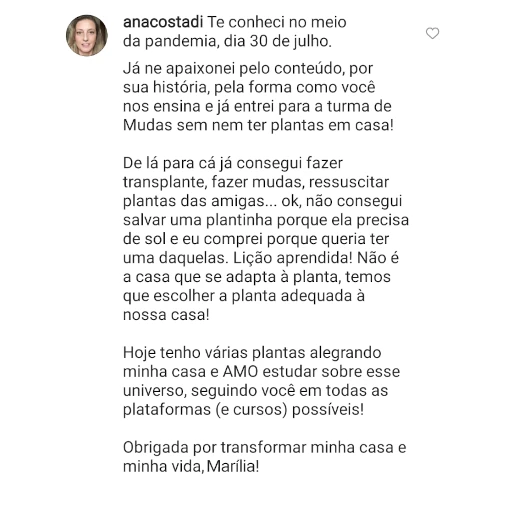 anacostadi Te conheci no meio
da pandemia, dia 30 de julho.
Já ne apaixonei pelo conteúdo, por
sua história, pela forma como você
nos ensina e já entrei para a turma de
Mudas sem nem ter plantas em casa!
De lá para cá já consegui fazer
transplante, fazer mudas, ressuscitar
plantas das amigas... ok, não consegui
salvar uma plantinha porque ela precisa
de sol e eu comprei porque queria ter
uma daquelas. Lição aprendida! Não é
a casa que se adapta à planta, temos
que escolher a planta adequada à
nossa casa!
Hoje tenho várias plantas alegrando
minha casa e AMO estudar sobre esse
universo, seguindo você em todas as
plataformas (e cursos) possíveis!
Obrigada por transformar minha casa e
minha vida, Marília!